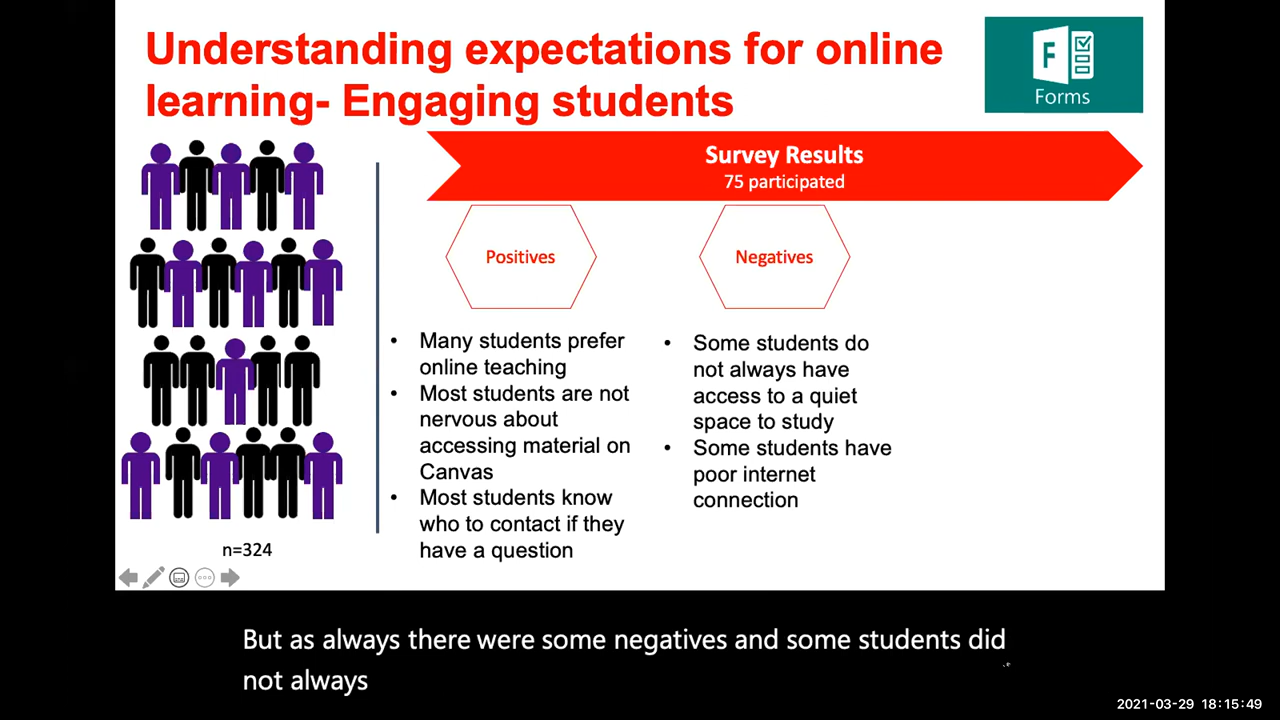 Understanding expectations for online
learning- Engaging students
F
Forms
Survey Results
75 participated
Positives
Negatives
• Many students prefer
online teaching
• Most students are not
nervous about
accessing material on
Canvas
• Most students know
who to contact if they
have a question
• Some students do
not always have
access to a quiet
space to study
• Some students have
poor internet
connection
n=324
But as always there were some negatives and some students did
not always
2021-03-29 18:15:49